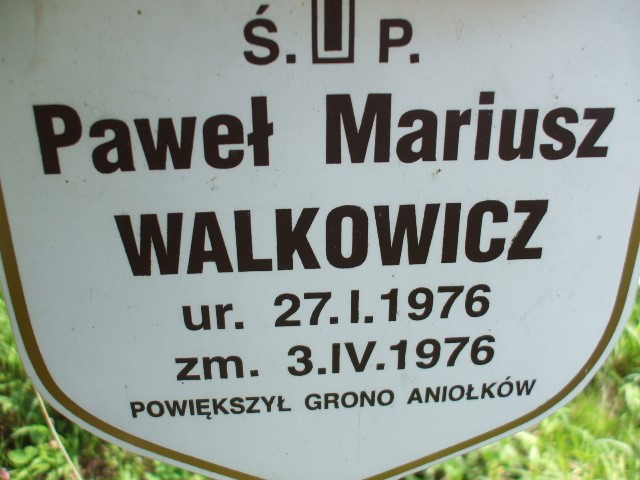 Ś. P.
Paweł Mariusz
WALKOWICZ
ur. 27.I.1976
zm. 3.IV.1976
POWIĘKSZYŁ GRONO ANIOŁKÓW